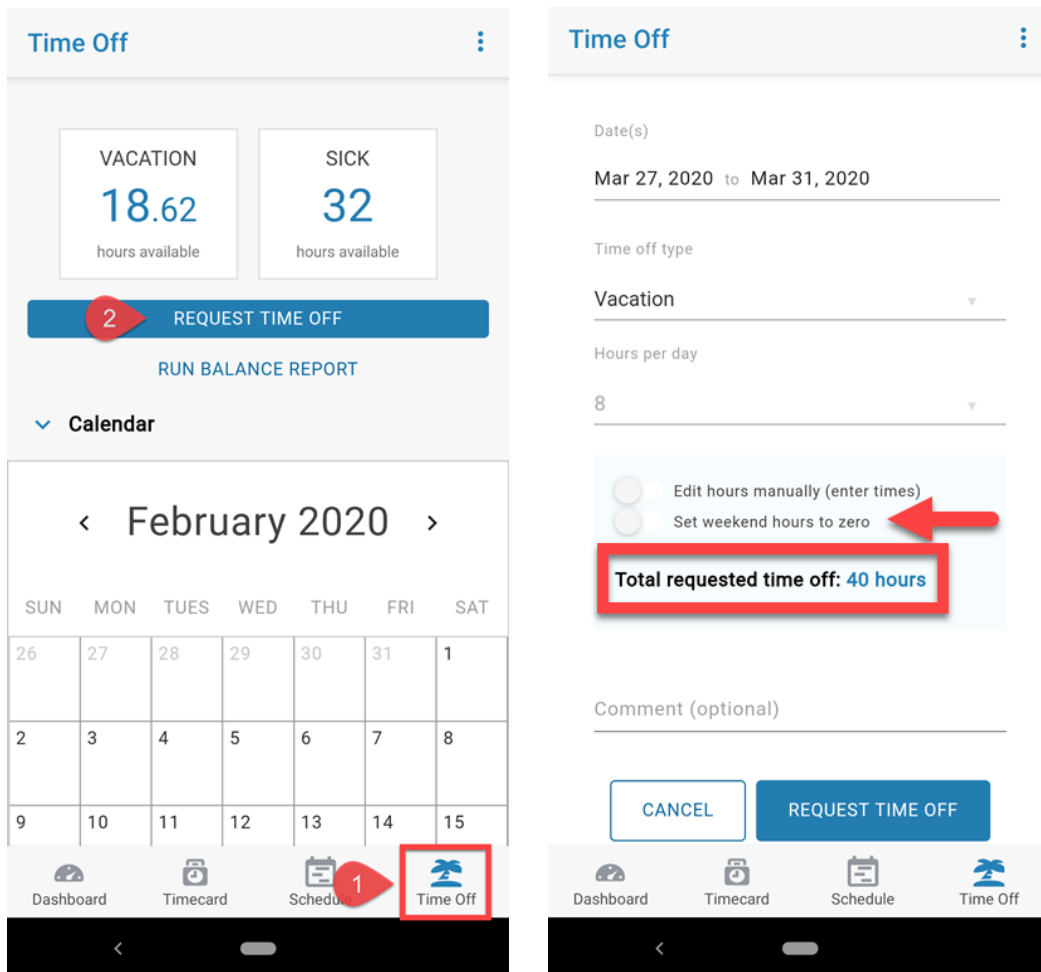 Time Off
VACATION
18.62
hours available
SICK
32
hours available
2
REQUEST TIME OFF
RUN BALANCE REPORT
Calendar
February 2020
SUN MON TUES WED THU FRI SAT
26 27 28 29 30 31 1
2 3 4 5 6 7 8
9 10 11 12 13 14 15
1
Dashboard Timecard Schedule Time Off
Time Off
Date(s)
Mar 27, 2020 to Mar 31, 2020
Time off type
Vacation
Hours per day
8
Edit hours manually (enter times)
Set weekend hours to zero
Total requested time off: 40 hours
Comment (optional)
CANCEL REQUEST TIME OFF
Dashboard Timecard Schedule Time Off